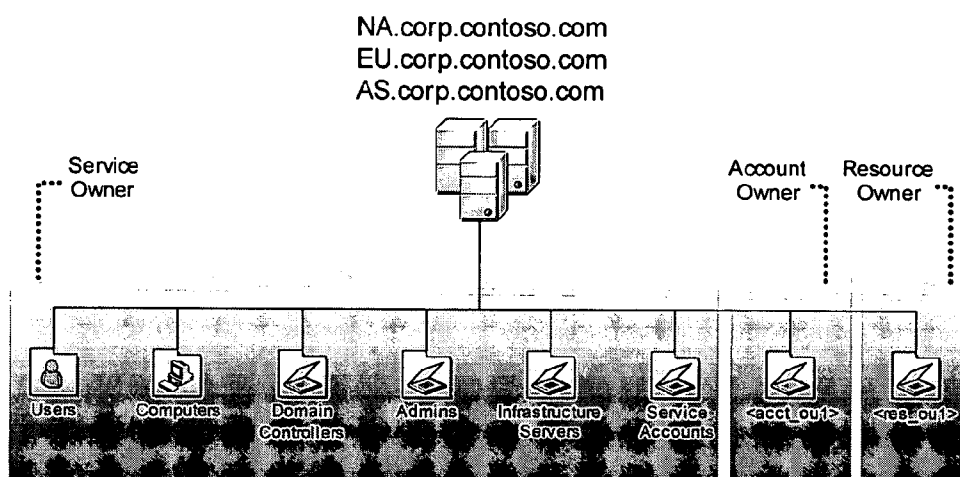 NA.corp.contoso.com
EU.corp.contoso.com
AS.corp.contoso.com
Service
Owner
Account
Owner
Resource
Owner
Users
Computers
Domain
Controllers
Admins
Infrastructure
Servers
Service
Accounts
<acct_ou1>
<res_ou1>